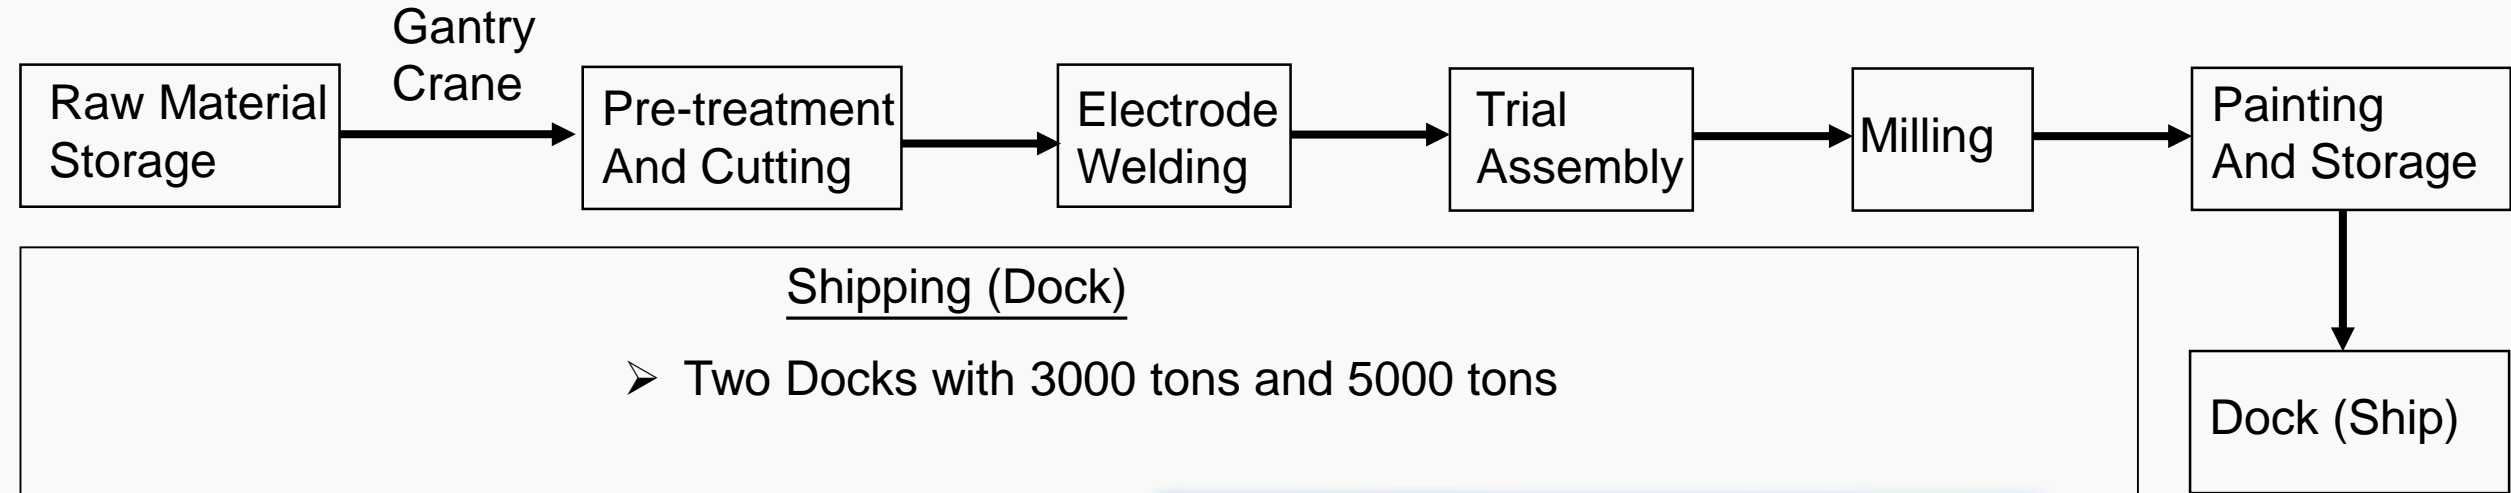 Gantry
Crane
Raw Material
Storage
Pre-treatment
And Cutting
Electrode
Welding
Trial
Assembly
Milling
Painting
And Storage
Shipping (Dock)
➢ Two Docks with 3000 tons and 5000 tons
Dock (Ship)